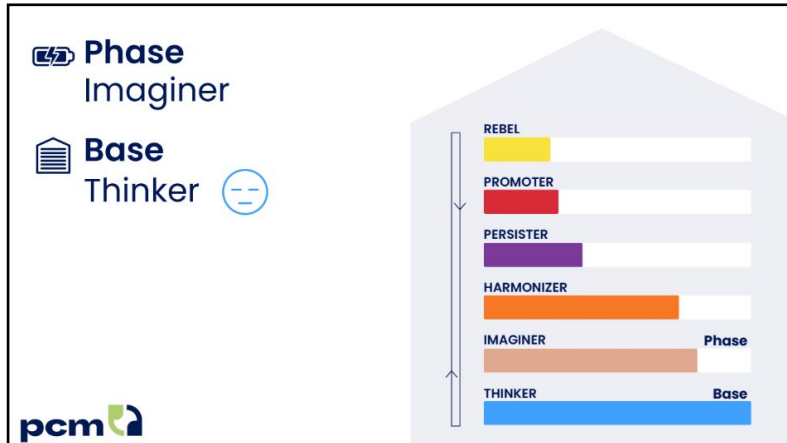 Phase
Imaginer
Base
Thinker
REBEL
PROMOTER
PERSISTER
HARMONIZER
IMAGINER Phase
THINKER Base
pcm